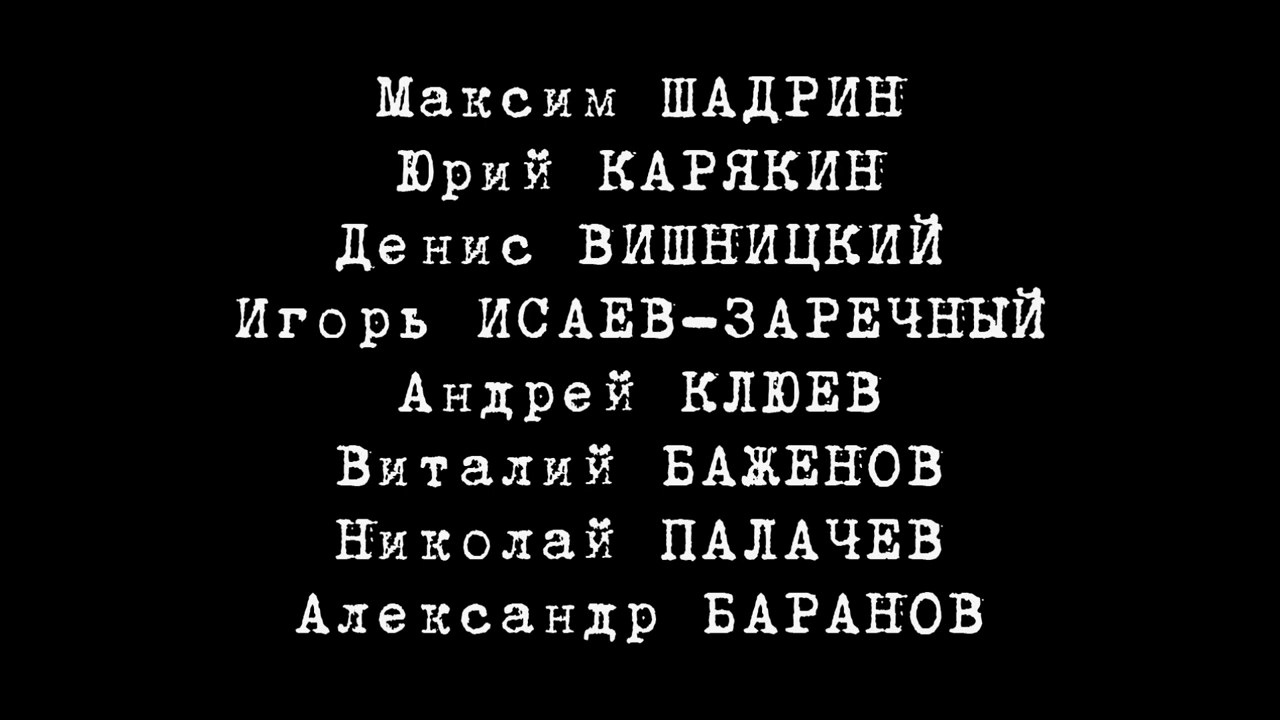 Максим ШАДРИН
Юрий КАРЯКИН
Денис ВИШНИЦКИЙ
Игорь ИСАЕВ-ЗАРЕЧНЫЙ
Андрей КЛЮЕВ
Виталий БАЖЕНОВ
Николай ПАЛАЧЕВ
Александр БАРАНОВ